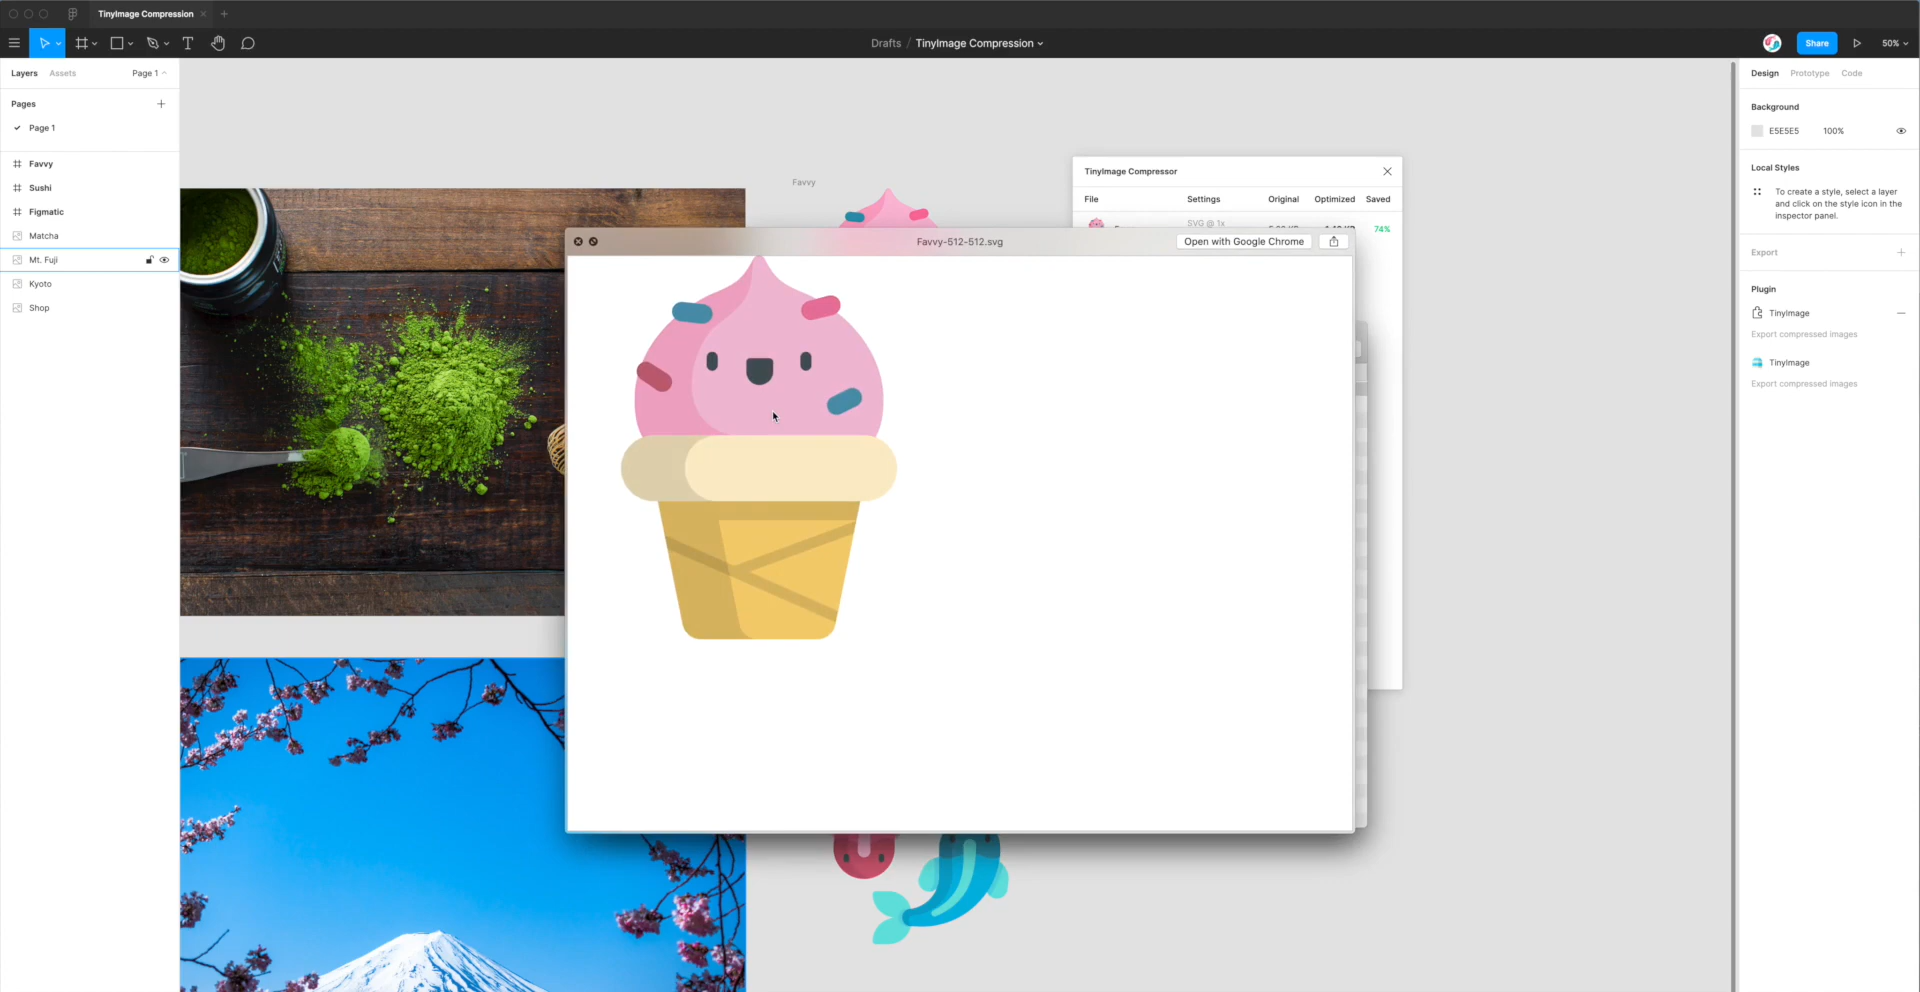 TinyImage Compression
Drafts / TinyImage Compression
Share
50%
Layers
Assets
Page 1
Pages
Page 1
Favvy
Sushi
Figmatic
Matcha
Mt. Fuji
Kyoto
Shop
Favvy
TinyImage Compressor
File
Settings
Original
Optimized
Saved
SVG @ 1x
74%
Favvy-512-512.svg
Open with Google Chrome
Design
Prototype
Code
Background
E5E5E5
100%
Local Styles
To create a style, select a layer
and click on the style icon in the
inspector panel.
Export
Plugin
TinyImage
Export compressed images
TinyImage
Export compressed images